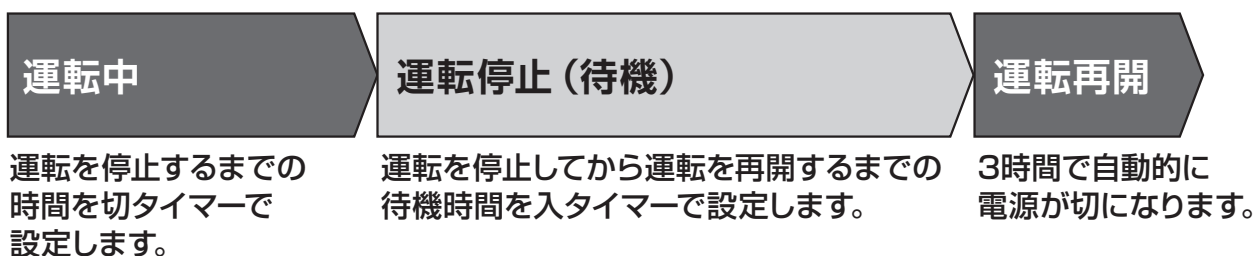 運転中
運転停止（待機）
運転再開
運転を停止するまでの
時間を切タイマーで
設定します。
運転を停止してから運転を再開するまでの
待機時間を入タイマーで設定します。
3時間で自動的に
電源が切になります。